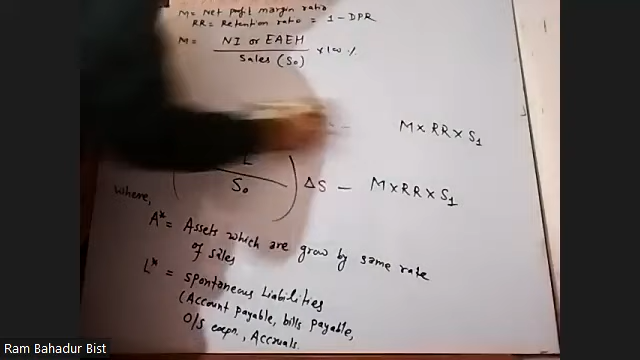 M = Net profit margin ratio
RR = Retention ratio = 1 - DPR
M = NI or EAEH / Sales (S₀) x 100 %
M x RR x S₁
L / S₀ ) ΔS - M x RR x S₁
where,
A* = Assets which are grow by same rate
of sales
L* = Spontaneous Liabilities
(Account payable, bills payable,
O/S expn., Accruals.
Ram Bahadur Bist